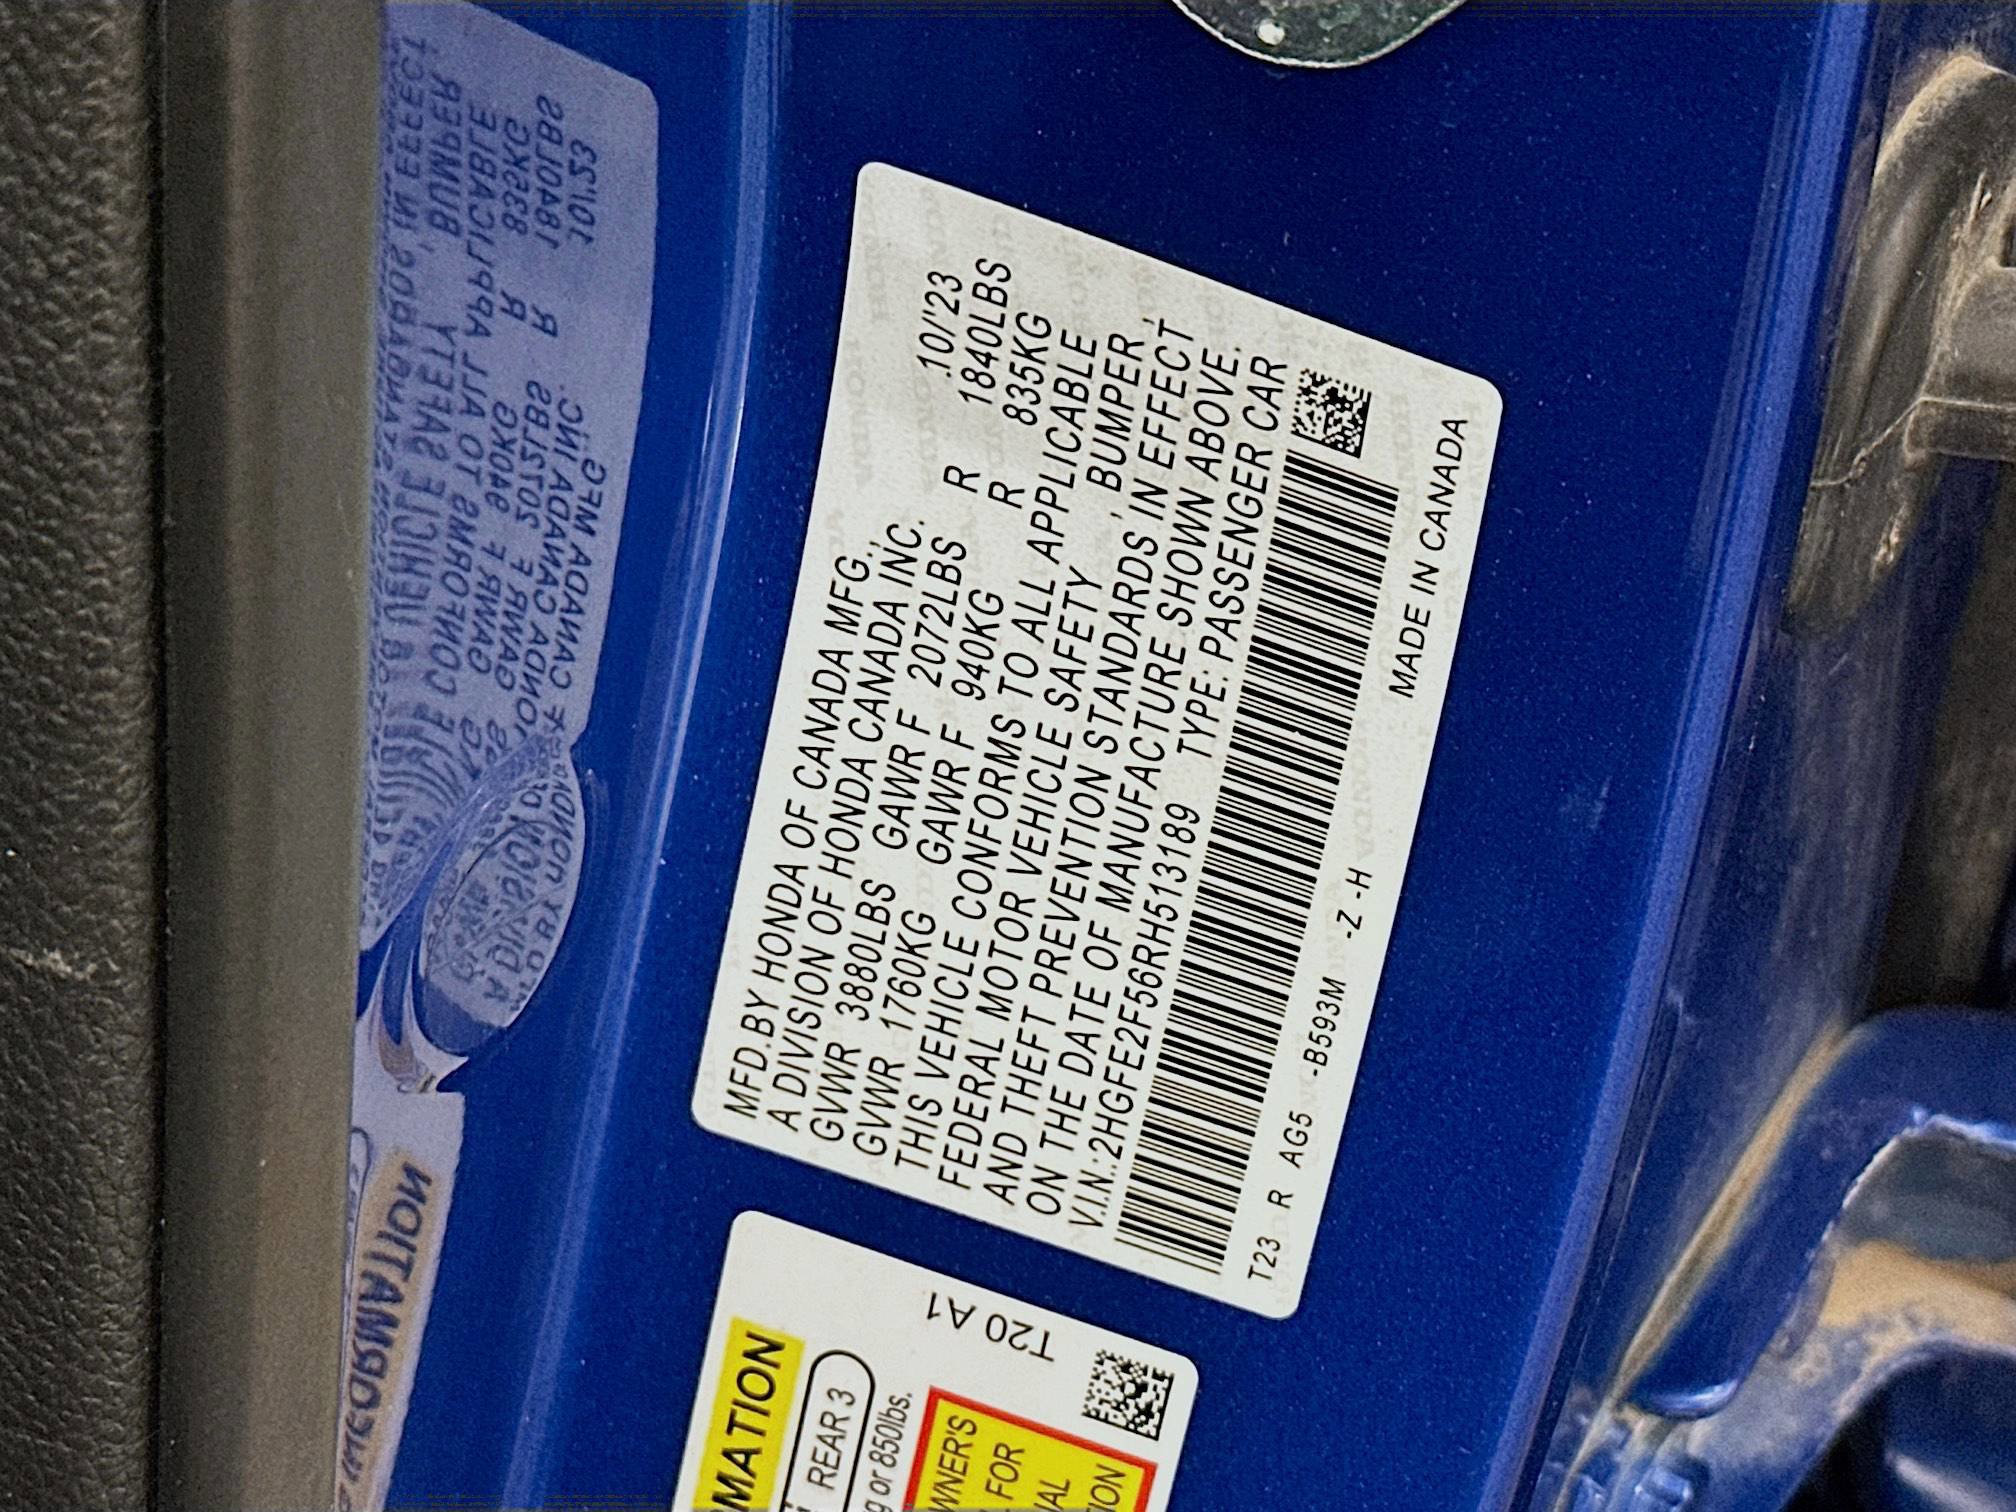 MFD.BY HONDA OF CANADA MFG.,
A DIVISION OF HONDA CANADA INC. .10/'23
GVWR 3880LBS GAWR F 2072LBS R 1840LBS
GVWR 1760KG GAWR F 940KG R 835KG
THIS VEHICLE CONFORMS TO ALL APPLICABLE
FEDERAL MOTOR VEHICLE SAFETY , BUMPER ,
AND THEFT PREVENTION STANDARDS, IN EFFECT
ON THE DATE OF MANUFACTURE SHOWN ABOVE.
V.I.N.:2HGFE2F56RH513189 TYPE: PASSENGER CAR
T23 R AG5 -B593M -Z -H
MADE IN CANADA
T20 A1
MATION
REAR 3
g or 850lbs.
WNER'S
FOR